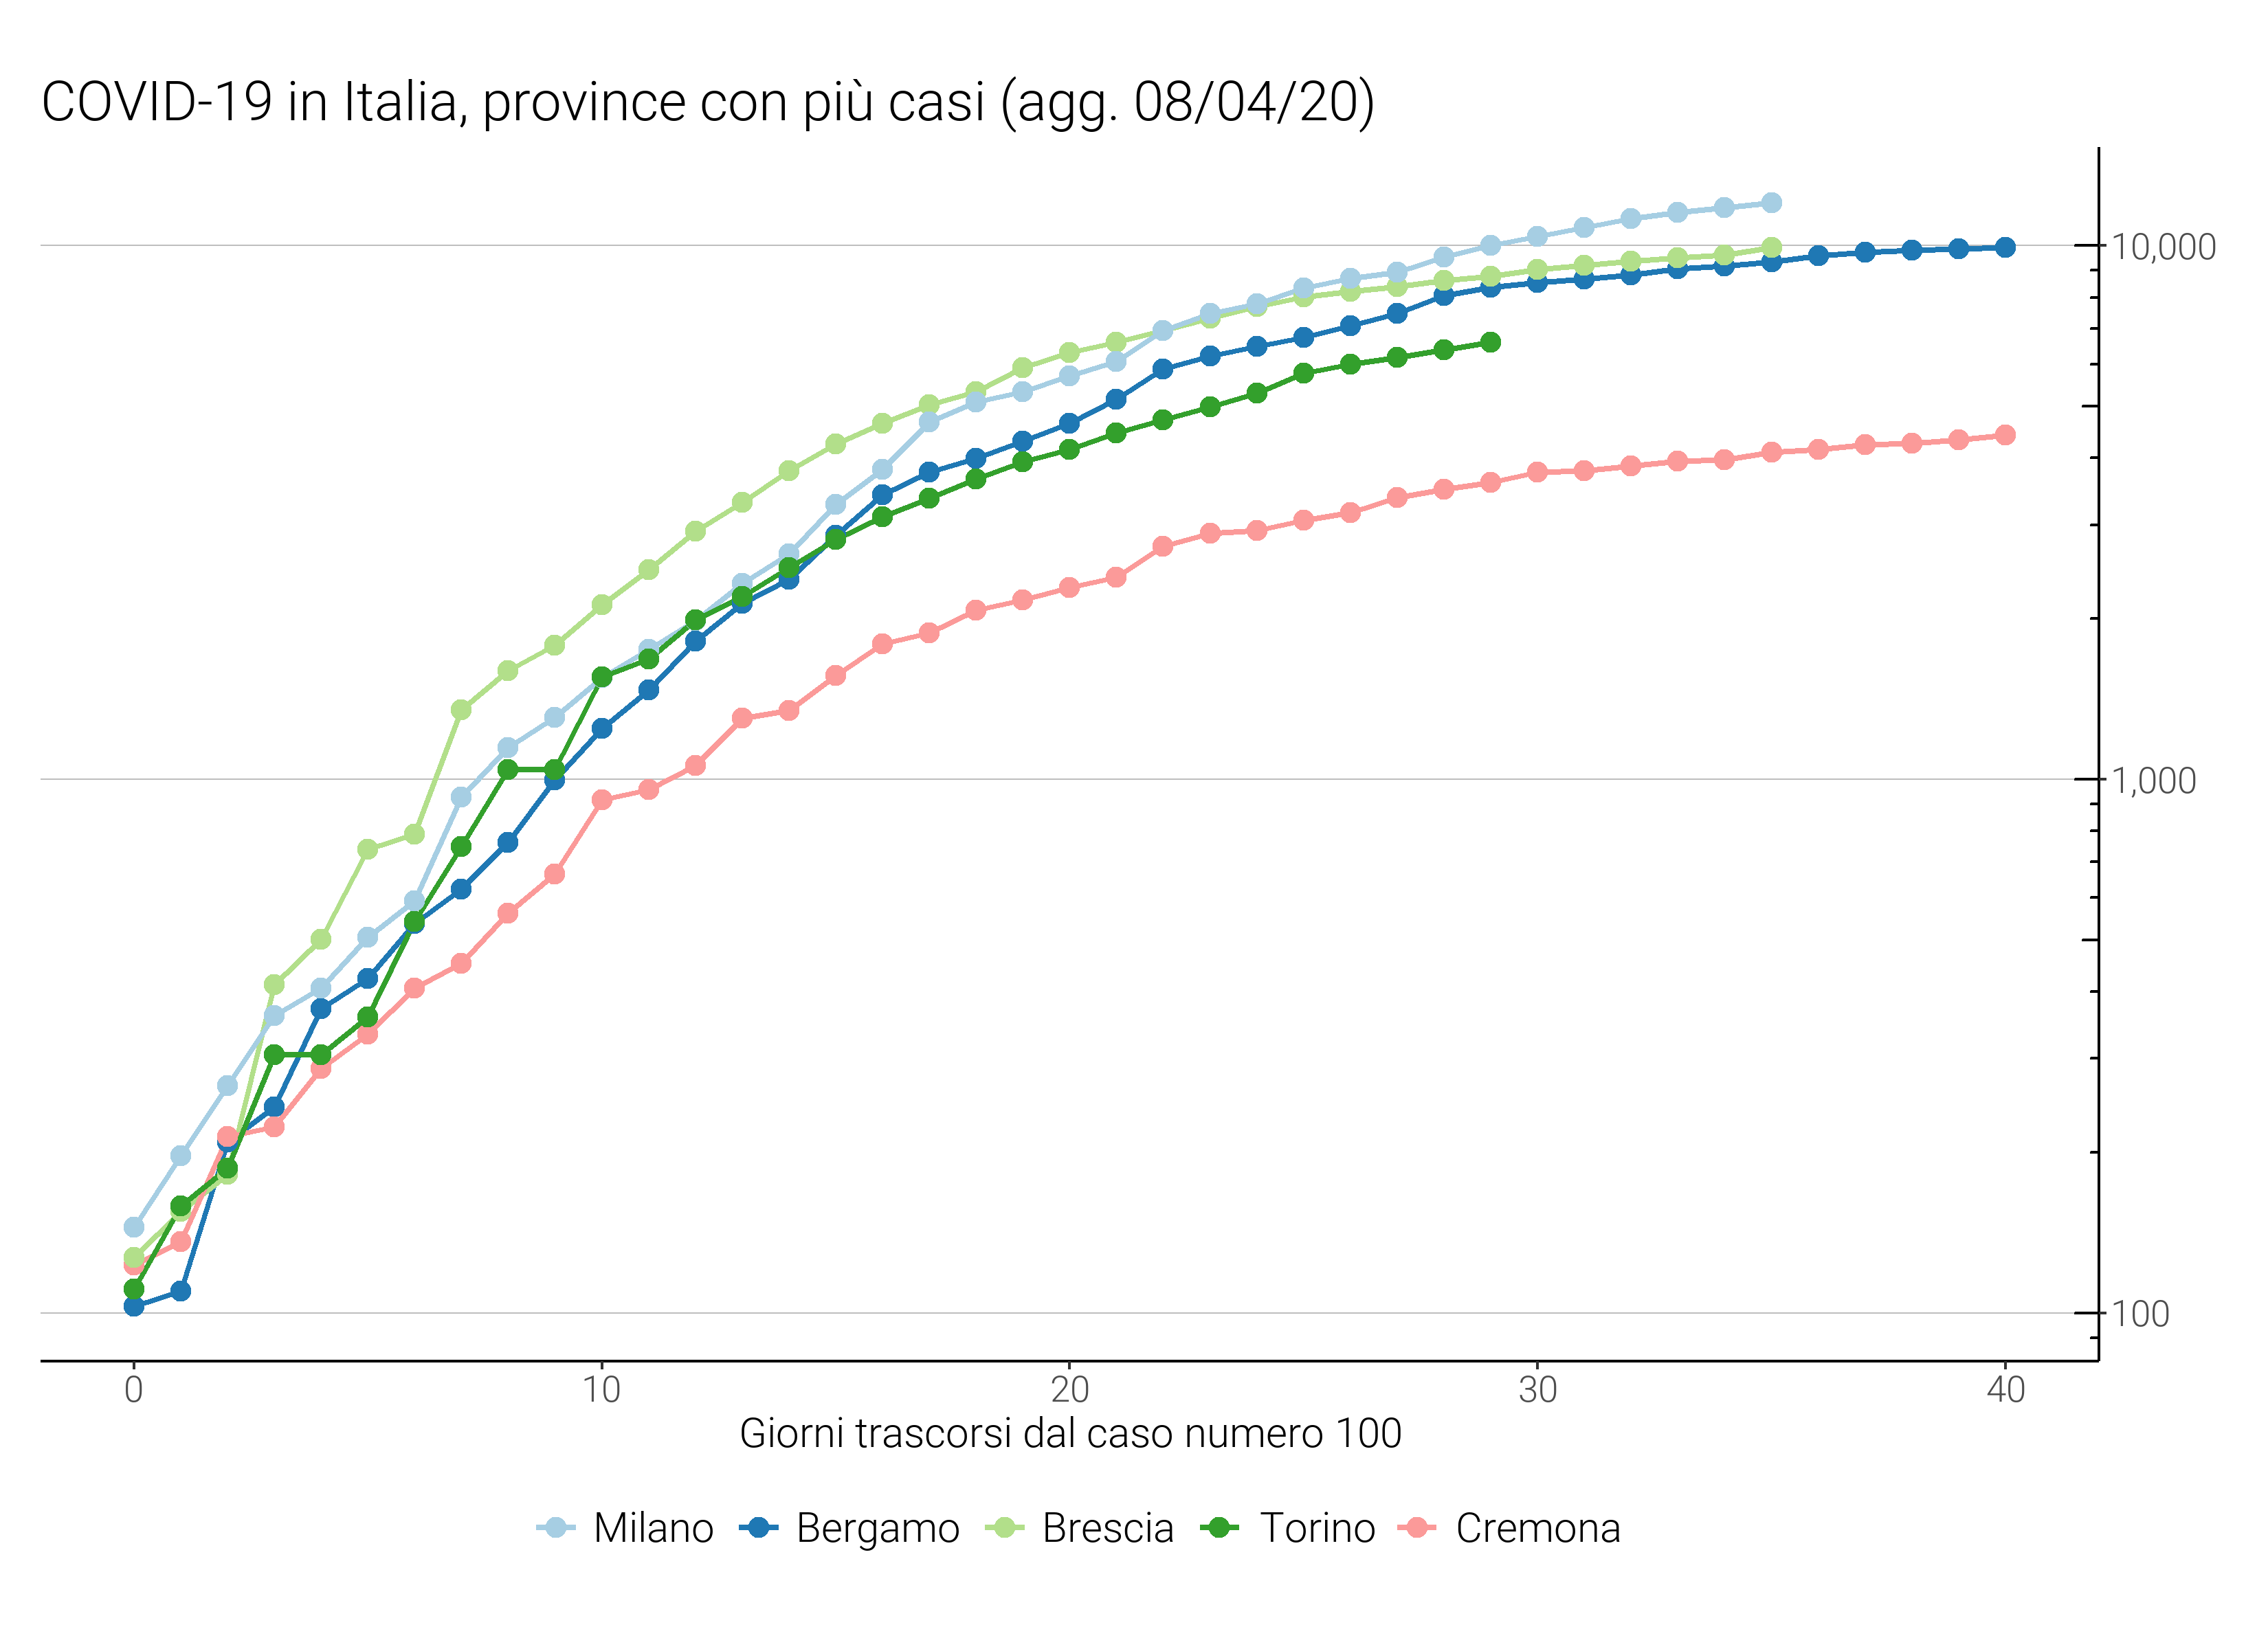 COVID-19 in Italia, province con più casi (agg. 08/04/20)
10,000
1,000
100
0 10 20 30 40
Giorni trascorsi dal caso numero 100
Milano Bergamo Brescia Torino Cremona